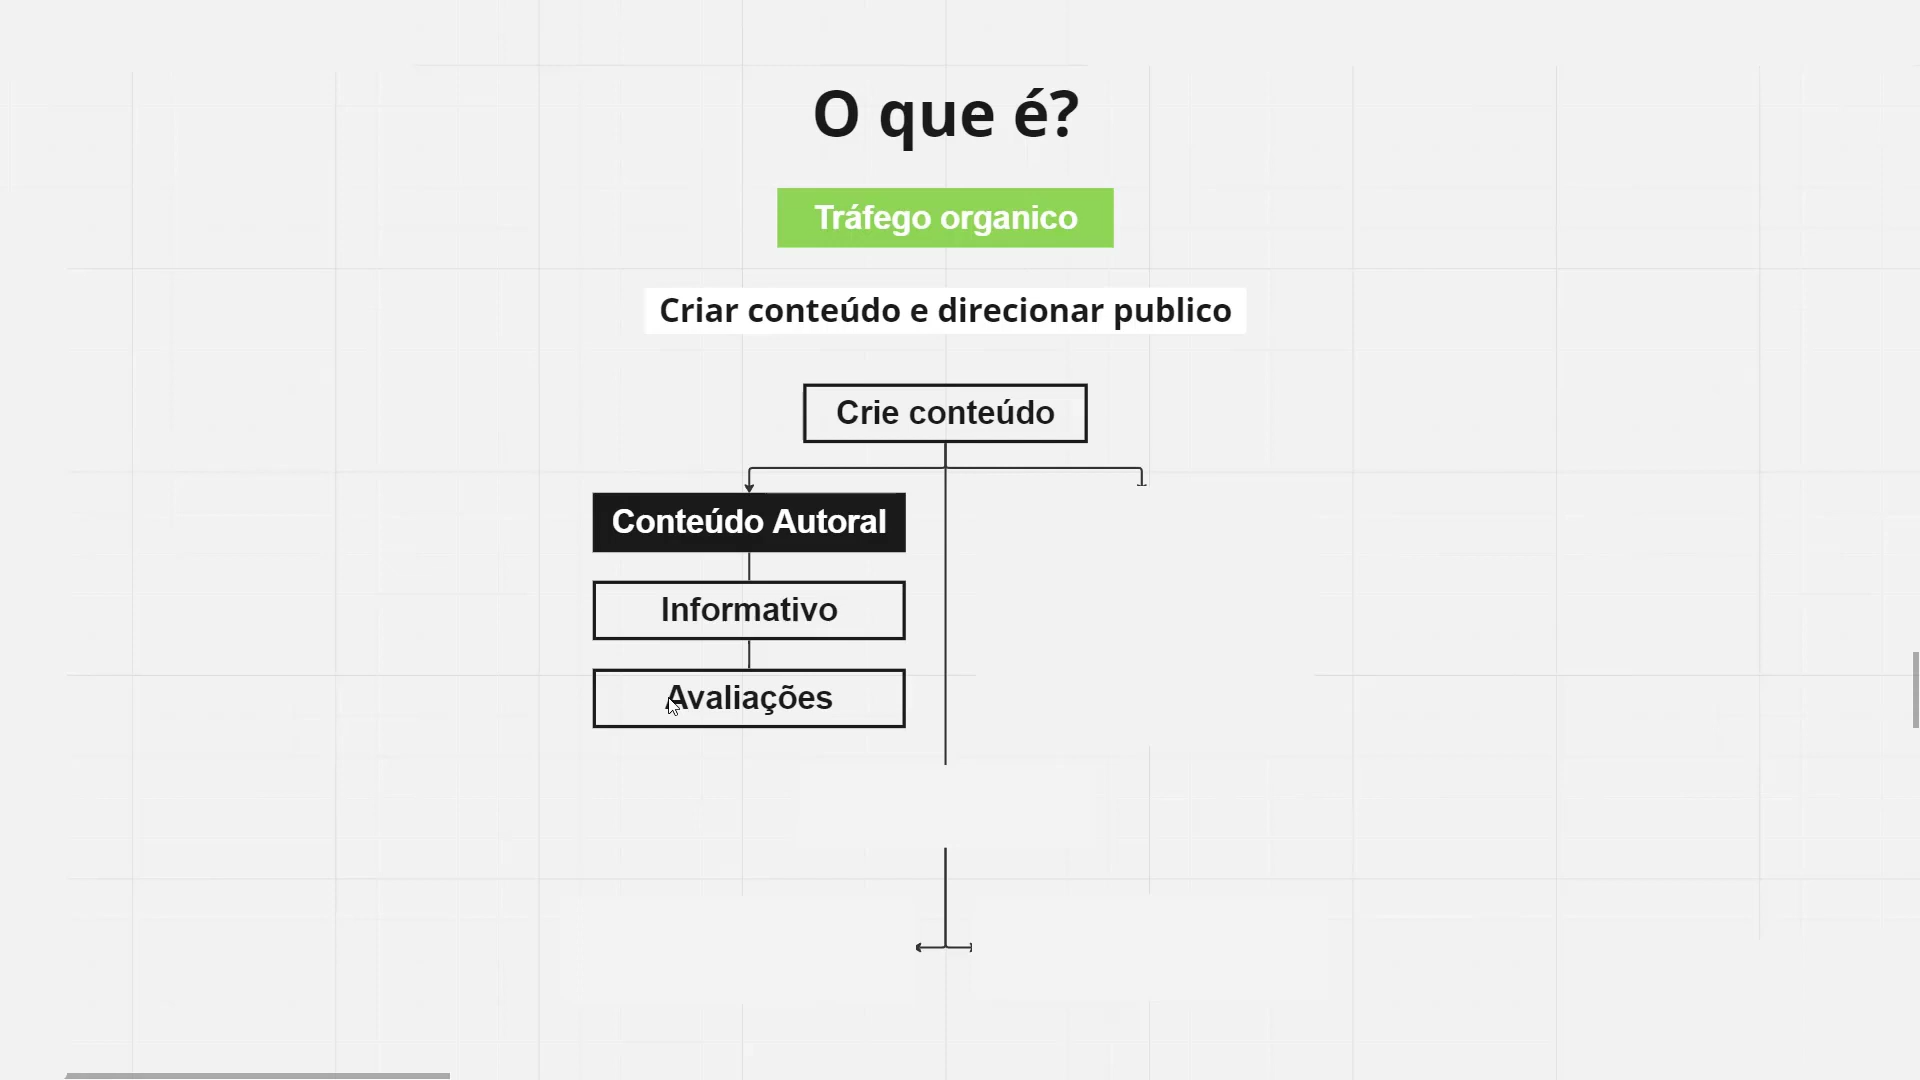 O que é?
Tráfego organico
Criar conteúdo e direcionar publico
Crie conteúdo
Conteúdo Autoral
Informativo
Avaliações